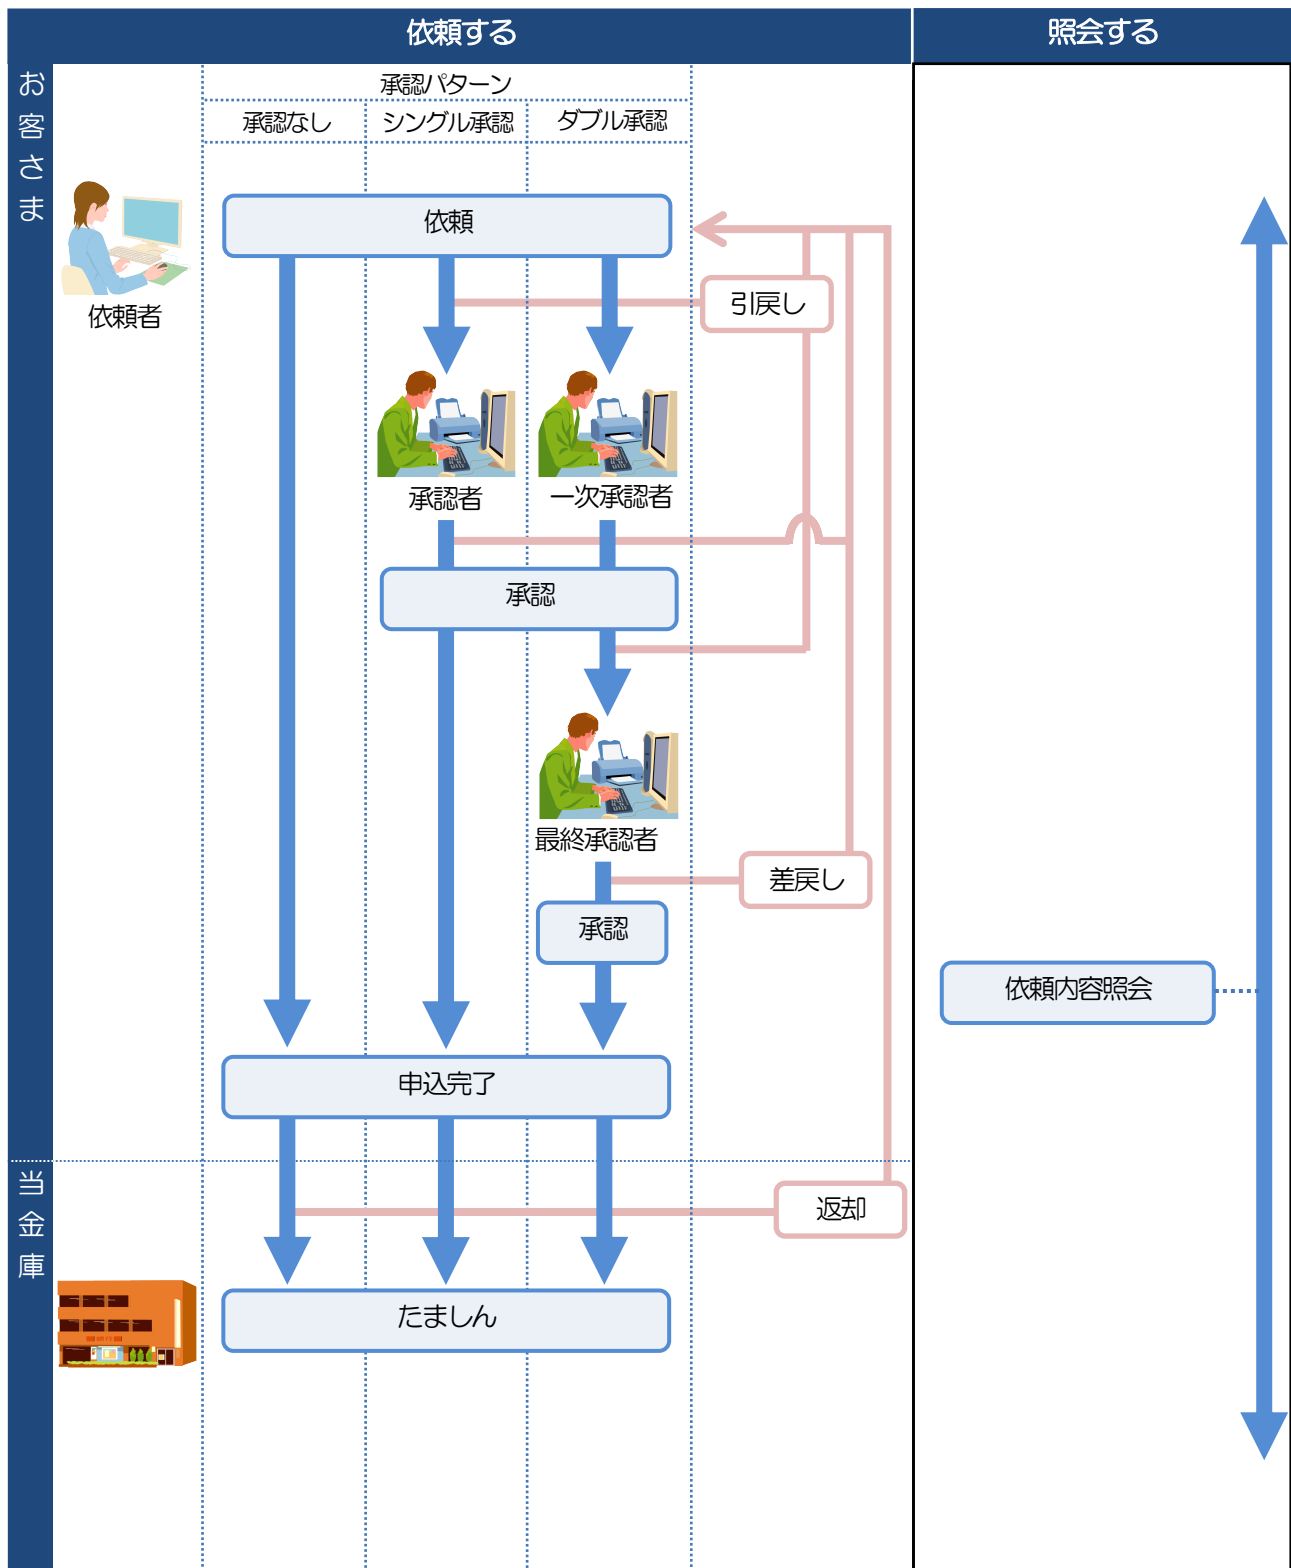 依頼する
照会する
お客さま
承認パターン
承認なし
シングル承認
ダブル承認
依頼
依頼者
引戻し
承認者
一次承認者
承認
最終承認者
差戻し
承認
依頼内容照会
申込完了
当金庫
返却
たましん